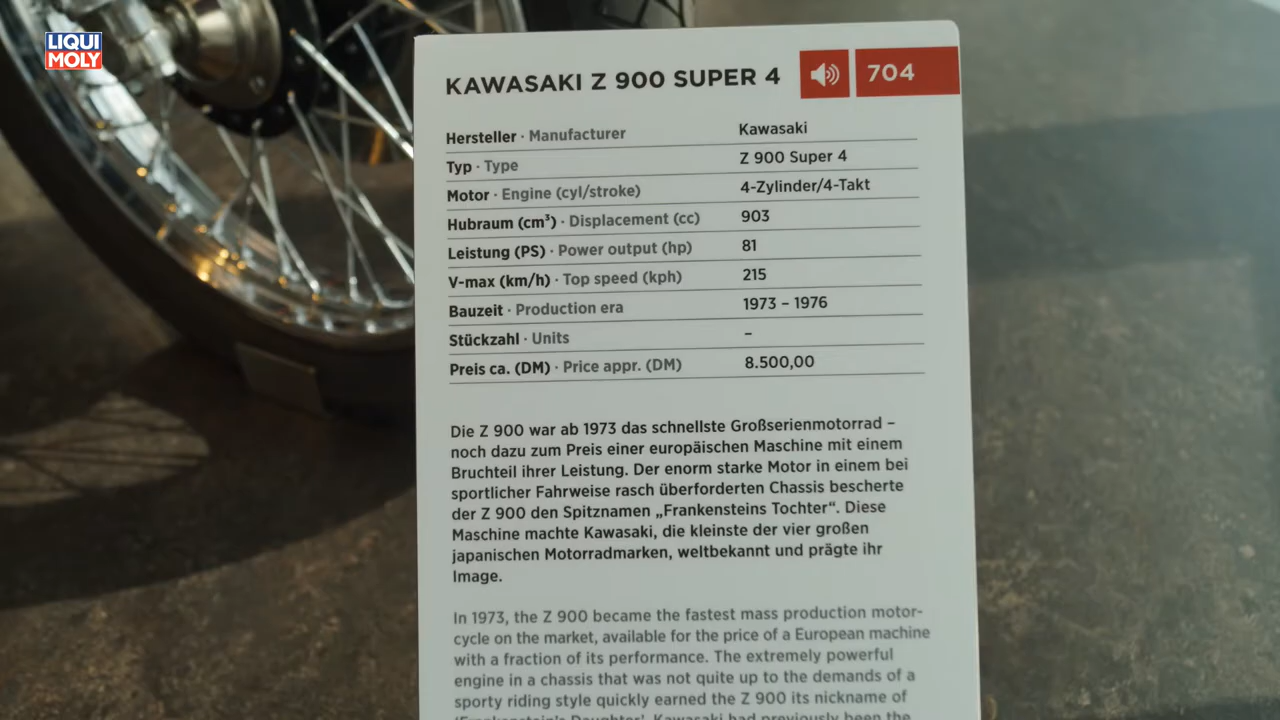 LIQUI
MOLY
KAWASAKI Z 900 SUPER 4 704
Hersteller · Manufacturer Kawasaki
Typ · Type Z 900 Super 4
Motor · Engine (cyl/stroke) 4-Zylinder/4-Takt
Hubraum (cm³) · Displacement (cc) 903
Leistung (PS) · Power output (hp) 81
V-max (km/h) · Top speed (kph) 215
Bauzeit · Production era 1973 – 1976
Stückzahl · Units –
Preis ca. (DM) · Price appr. (DM) 8.500,00
Die Z 900 war ab 1973 das schnellste Großserienmotorrad –
noch dazu zum Preis einer europäischen Maschine mit einem
Bruchteil ihrer Leistung. Der enorm starke Motor in einem bei
sportlicher Fahrweise rasch überforderten Chassis bescherte
der Z 900 den Spitznamen „Frankensteins Tochter“. Diese
Maschine machte Kawasaki, die kleinste der vier großen
japanischen Motorradmarken, weltbekannt und prägte ihr
Image.
In 1973, the Z 900 became the fastest mass production motor-
cycle on the market, available for the price of a European machine
with a fraction of its performance. The extremely powerful
engine in a chassis that was not quite up to the demands of a
sporty riding style quickly earned the Z 900 its nickname of
'Frankenstein's Daughter'. Kawasaki had previously been the